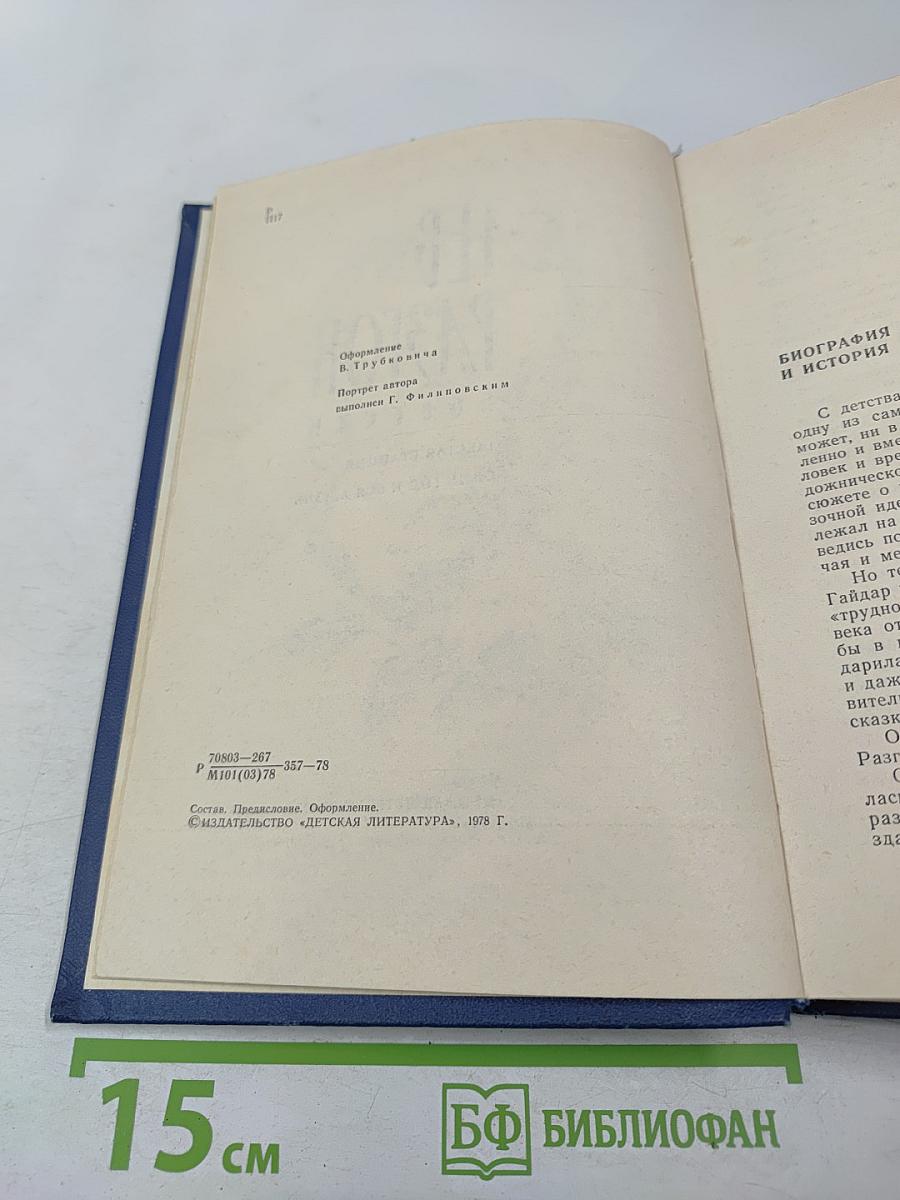 Р
Оформление
В. Трубковича
Портрет автора
выполнен Г. Филиповским
Р 70803—267
М101(03)78 —357—78
Состав. Предисловие. Оформление.
© ИЗДАТЕЛЬСТВО «ДЕТСКАЯ ЛИТЕРАТУРА», 1978 Г.
БИОГРАФИЯ
И ИСТОРИЯ
С детства
одну из сам
может, ни в
ленно и вме
ловек и вре
дожническо
сюжете о
зочной иде
лежал на
ведись по
чая и ме
Но те
Гайдар
«трудно
века от
бы в
дарила
и даж
вител
сказк
О
Разг
С
ласн
раз
зда
15 см
БФ БИБЛИОФАН